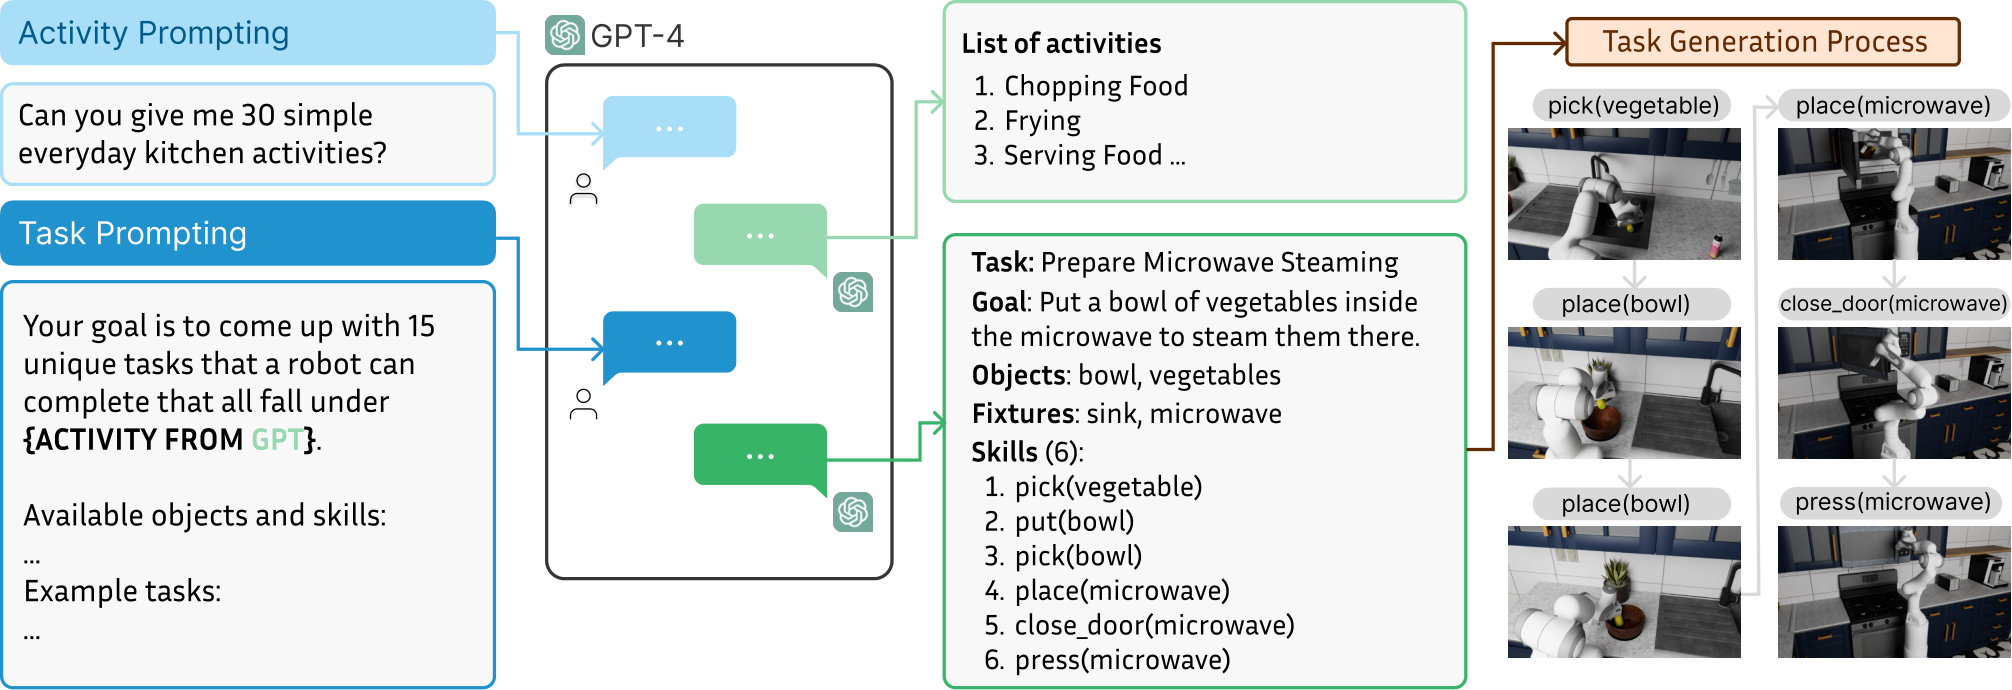 Activity Prompting
Can you give me 30 simple
everyday kitchen activities?
Task Prompting
Your goal is to come up with 15
unique tasks that a robot can
complete that all fall under
{ACTIVITY FROM GPT}.
Available objects and skills:
...
Example tasks:
...
GPT-4
...
...
...
...
List of activities
1. Chopping Food
2. Frying
3. Serving Food ...
Task: Prepare Microwave Steaming
Goal: Put a bowl of vegetables inside
the microwave to steam them there.
Objects: bowl, vegetables
Fixtures: sink, microwave
Skills (6):
1. pick(vegetable)
2. put(bowl)
3. pick(bowl)
4. place(microwave)
5. close_door(microwave)
6. press(microwave)
Task Generation Process
pick(vegetable)
place(bowl)
place(bowl)
place(microwave)
close_door(microwave)
press(microwave)